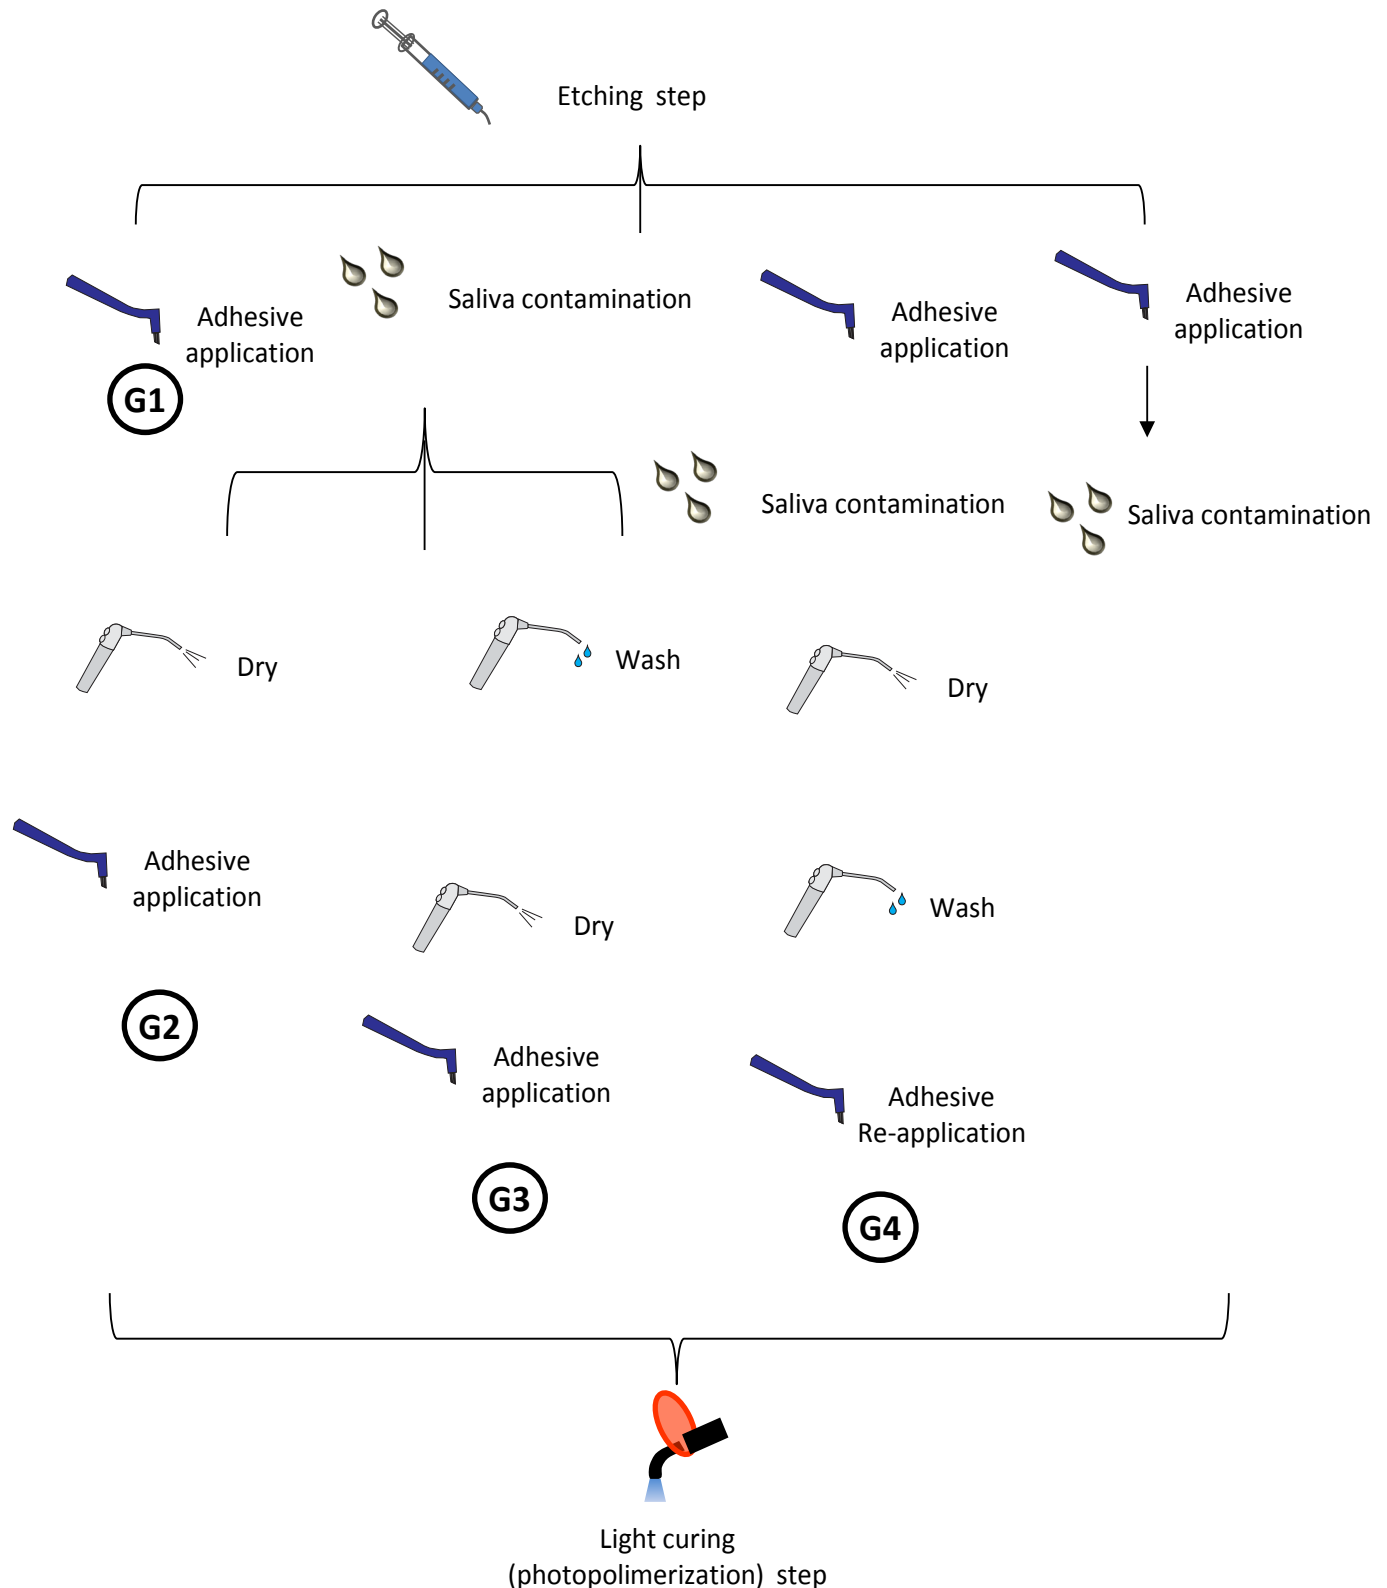 Etching step
Adhesive
application
G1
Saliva contamination
Adhesive
application
Adhesive
application
Saliva contamination
Saliva contamination
Dry
Wash
Dry
Adhesive
application
G2
Dry
Wash
Adhesive
application
G3
Adhesive
Re-application
G4
Light curing
(photopolimerization) step